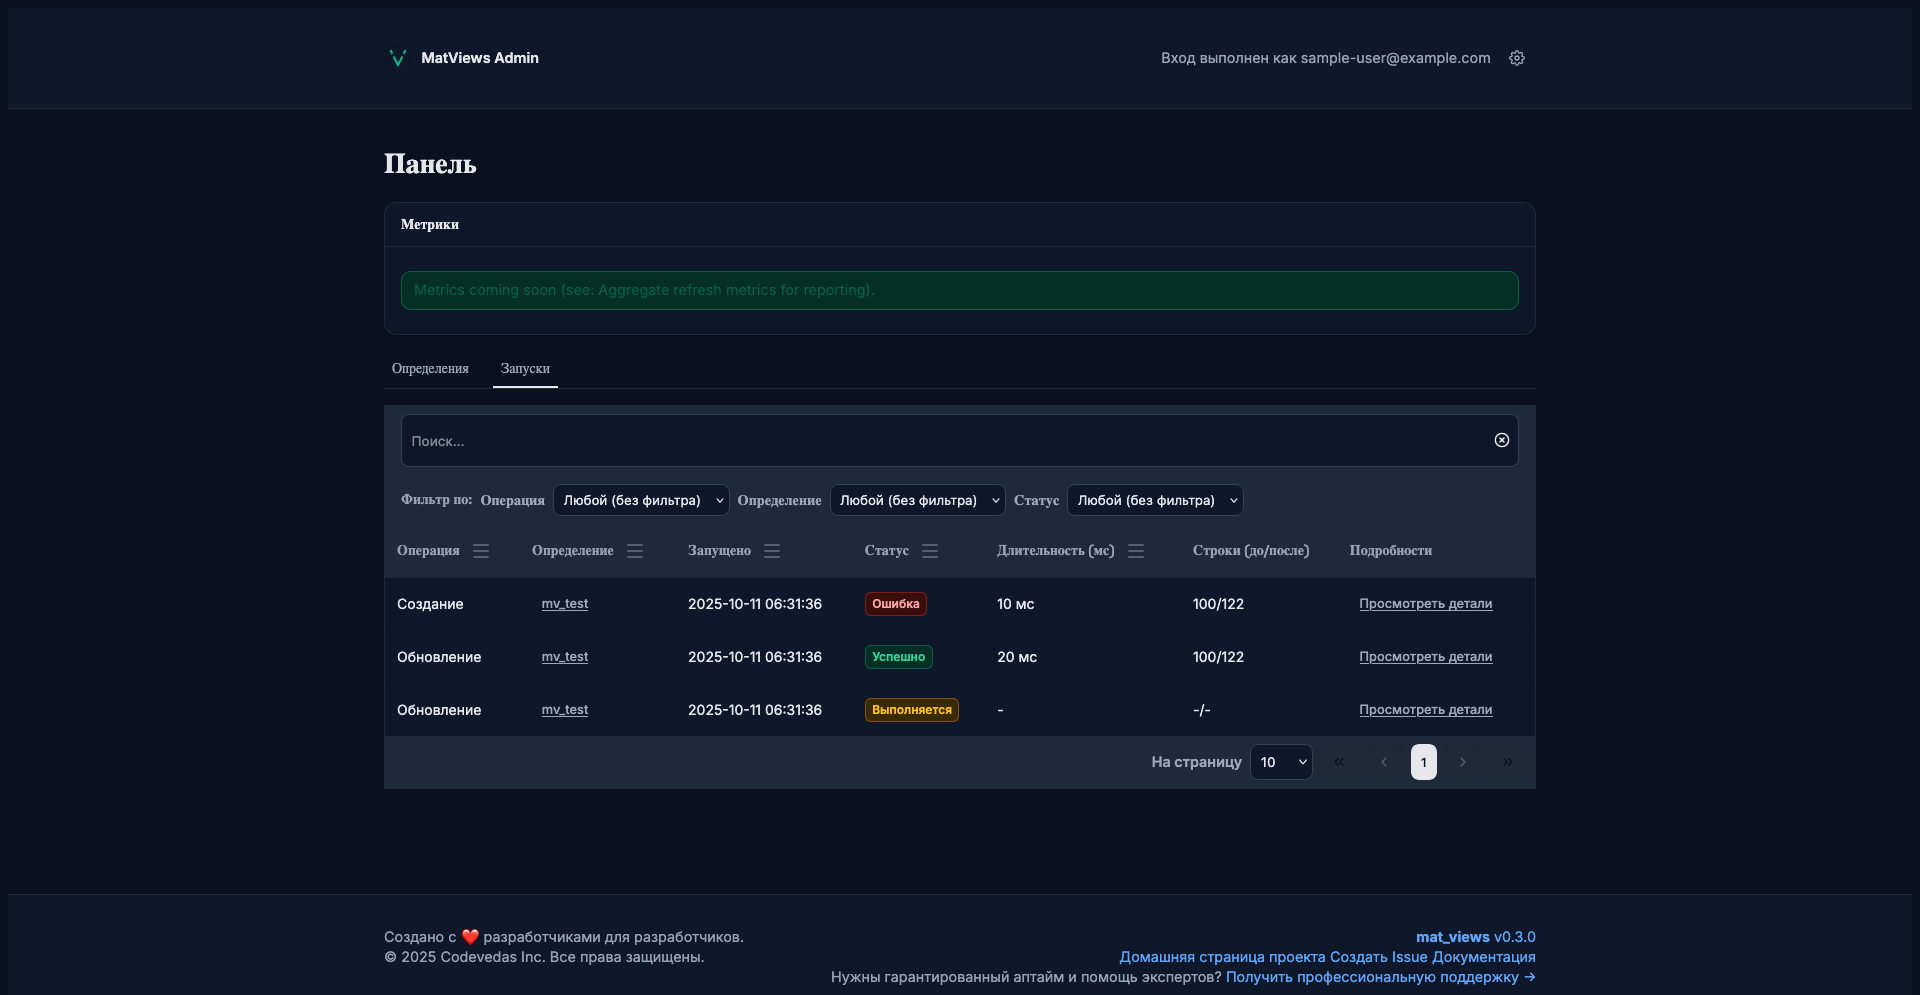 MatViews Admin
Вход выполнен как sample-user@example.com
Панель
Метрики
Metrics coming soon (see: Aggregate refresh metrics for reporting).
Определения Запуски
Поиск...
Фильтр по: Операция Любой (без фильтра) Определение Любой (без фильтра) Статус Любой (без фильтра)
Операция Определение Запущено Статус Длительность (мс) Строки (до/после) Подробности
Создание mv_test 2025-10-11 06:31:36 Ошибка 10 мс 100/122 Просмотреть детали
Обновление mv_test 2025-10-11 06:31:36 Успешно 20 мс 100/122 Просмотреть детали
Обновление mv_test 2025-10-11 06:31:36 Выполняется - -/- Просмотреть детали
На страницу 10 « ‹ 1 › »
Создано с ❤️ разработчиками для разработчиков.
© 2025 Codevedas Inc. Все права защищены.
mat_views v0.3.0
Домашняя страница проекта Создать Issue Документация
Нужны гарантированный аптайм и помощь экспертов? Получить профессиональную поддержку →